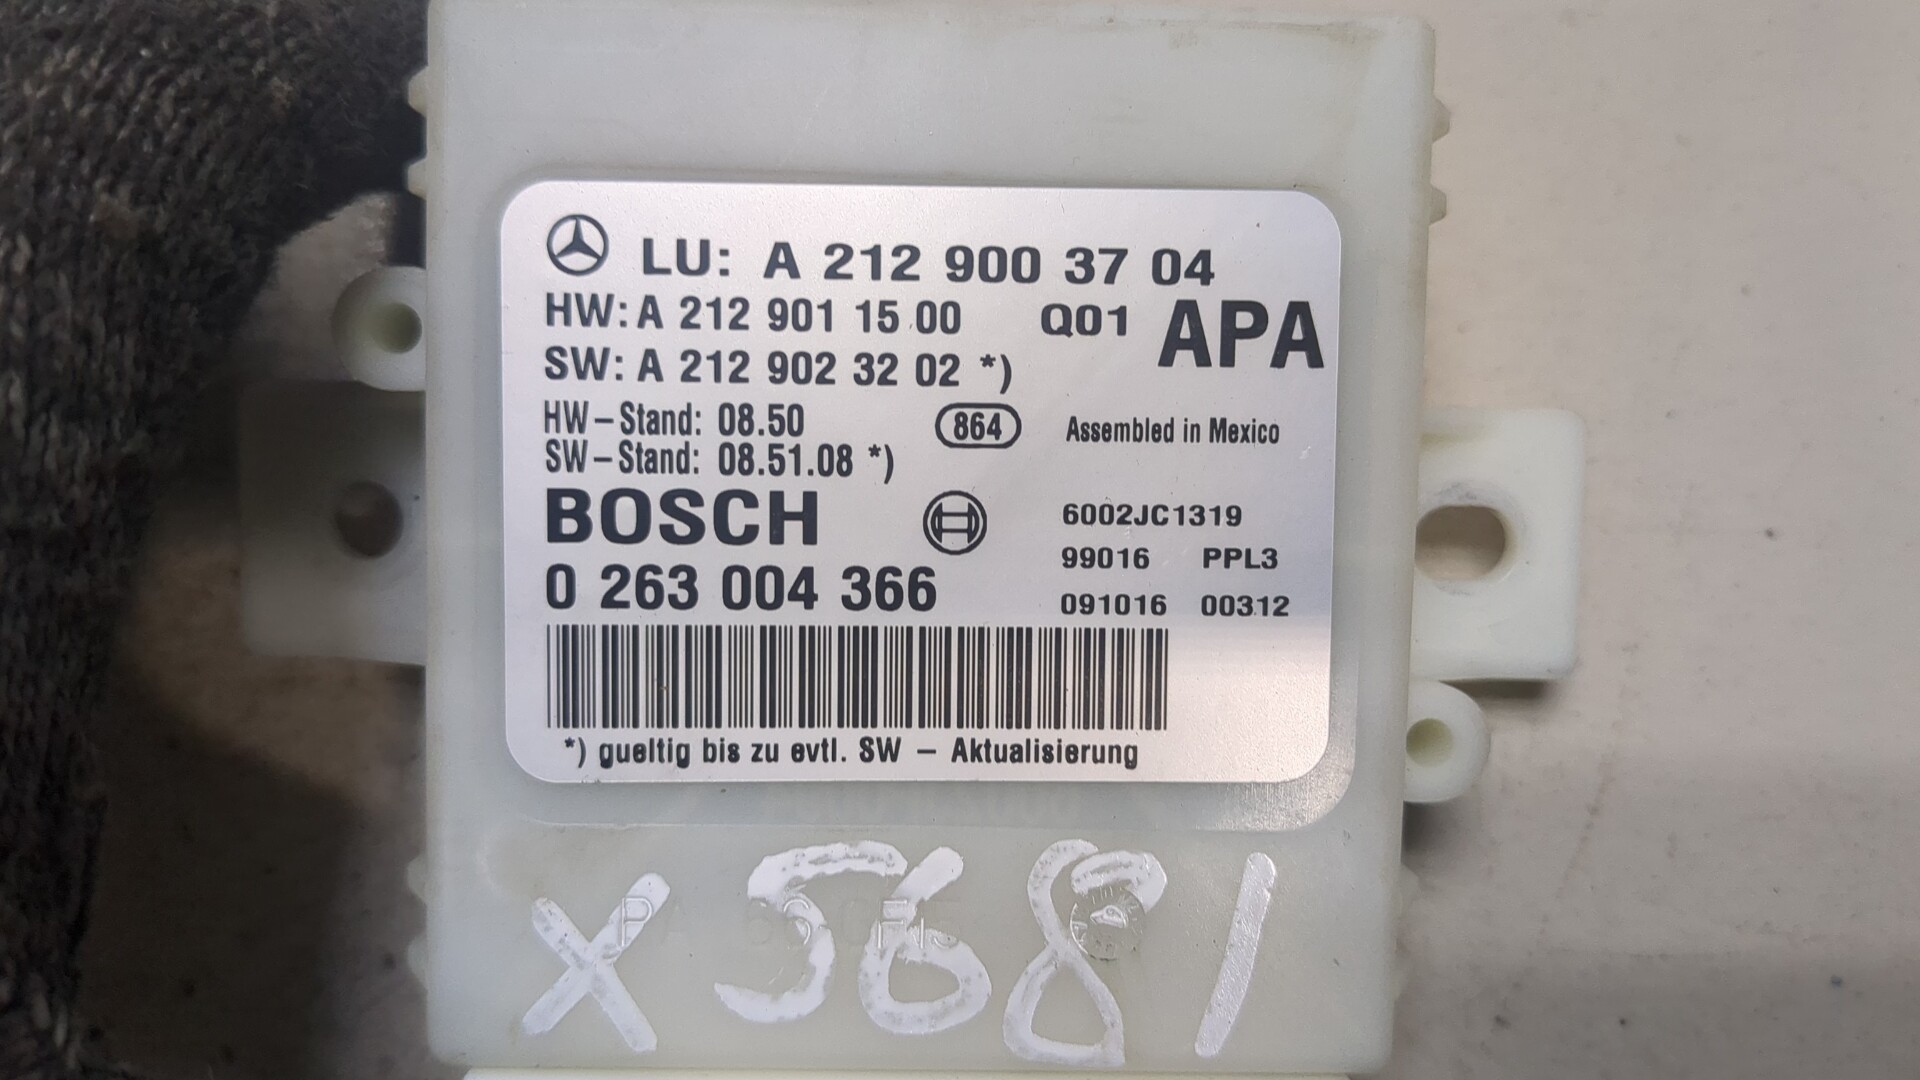 LU: A 212 900 37 04
HW: A 212 901 15 00 Q01 APA
SW: A 212 902 32 02 *)
HW-Stand: 08.50 864 Assembled in Mexico
SW-Stand: 08.51.08 *)
BOSCH 6002JC1319
99016 PPL3
0 263 004 366 091016 00312
*) gueltig bis zu evtl. SW - Aktualisierung
X5681